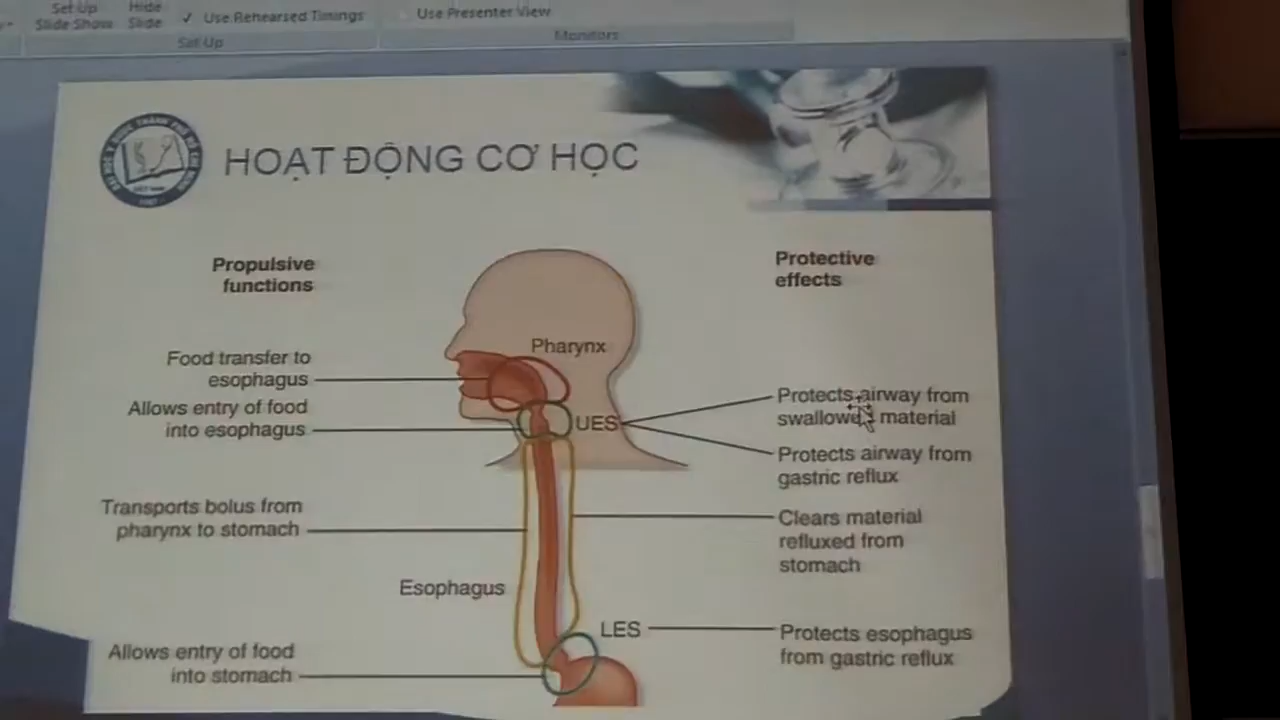 Set Up
Slide Show
Hide
Slide
Use Rehearsed Timings
Use Presenter View
Set Up
Monitors
HOẠT ĐỘNG CƠ HỌC
Propulsive
functions
Protective
effects
Pharynx
Food transfer to
esophagus
Allows entry of food
into esophagus
UES
Protects airway from
swallowed material
Protects airway from
gastric reflux
Transports bolus from
pharynx to stomach
Clears material
refluxed from
stomach
Esophagus
LES
Protects esophagus
from gastric reflux
Allows entry of food
into stomach